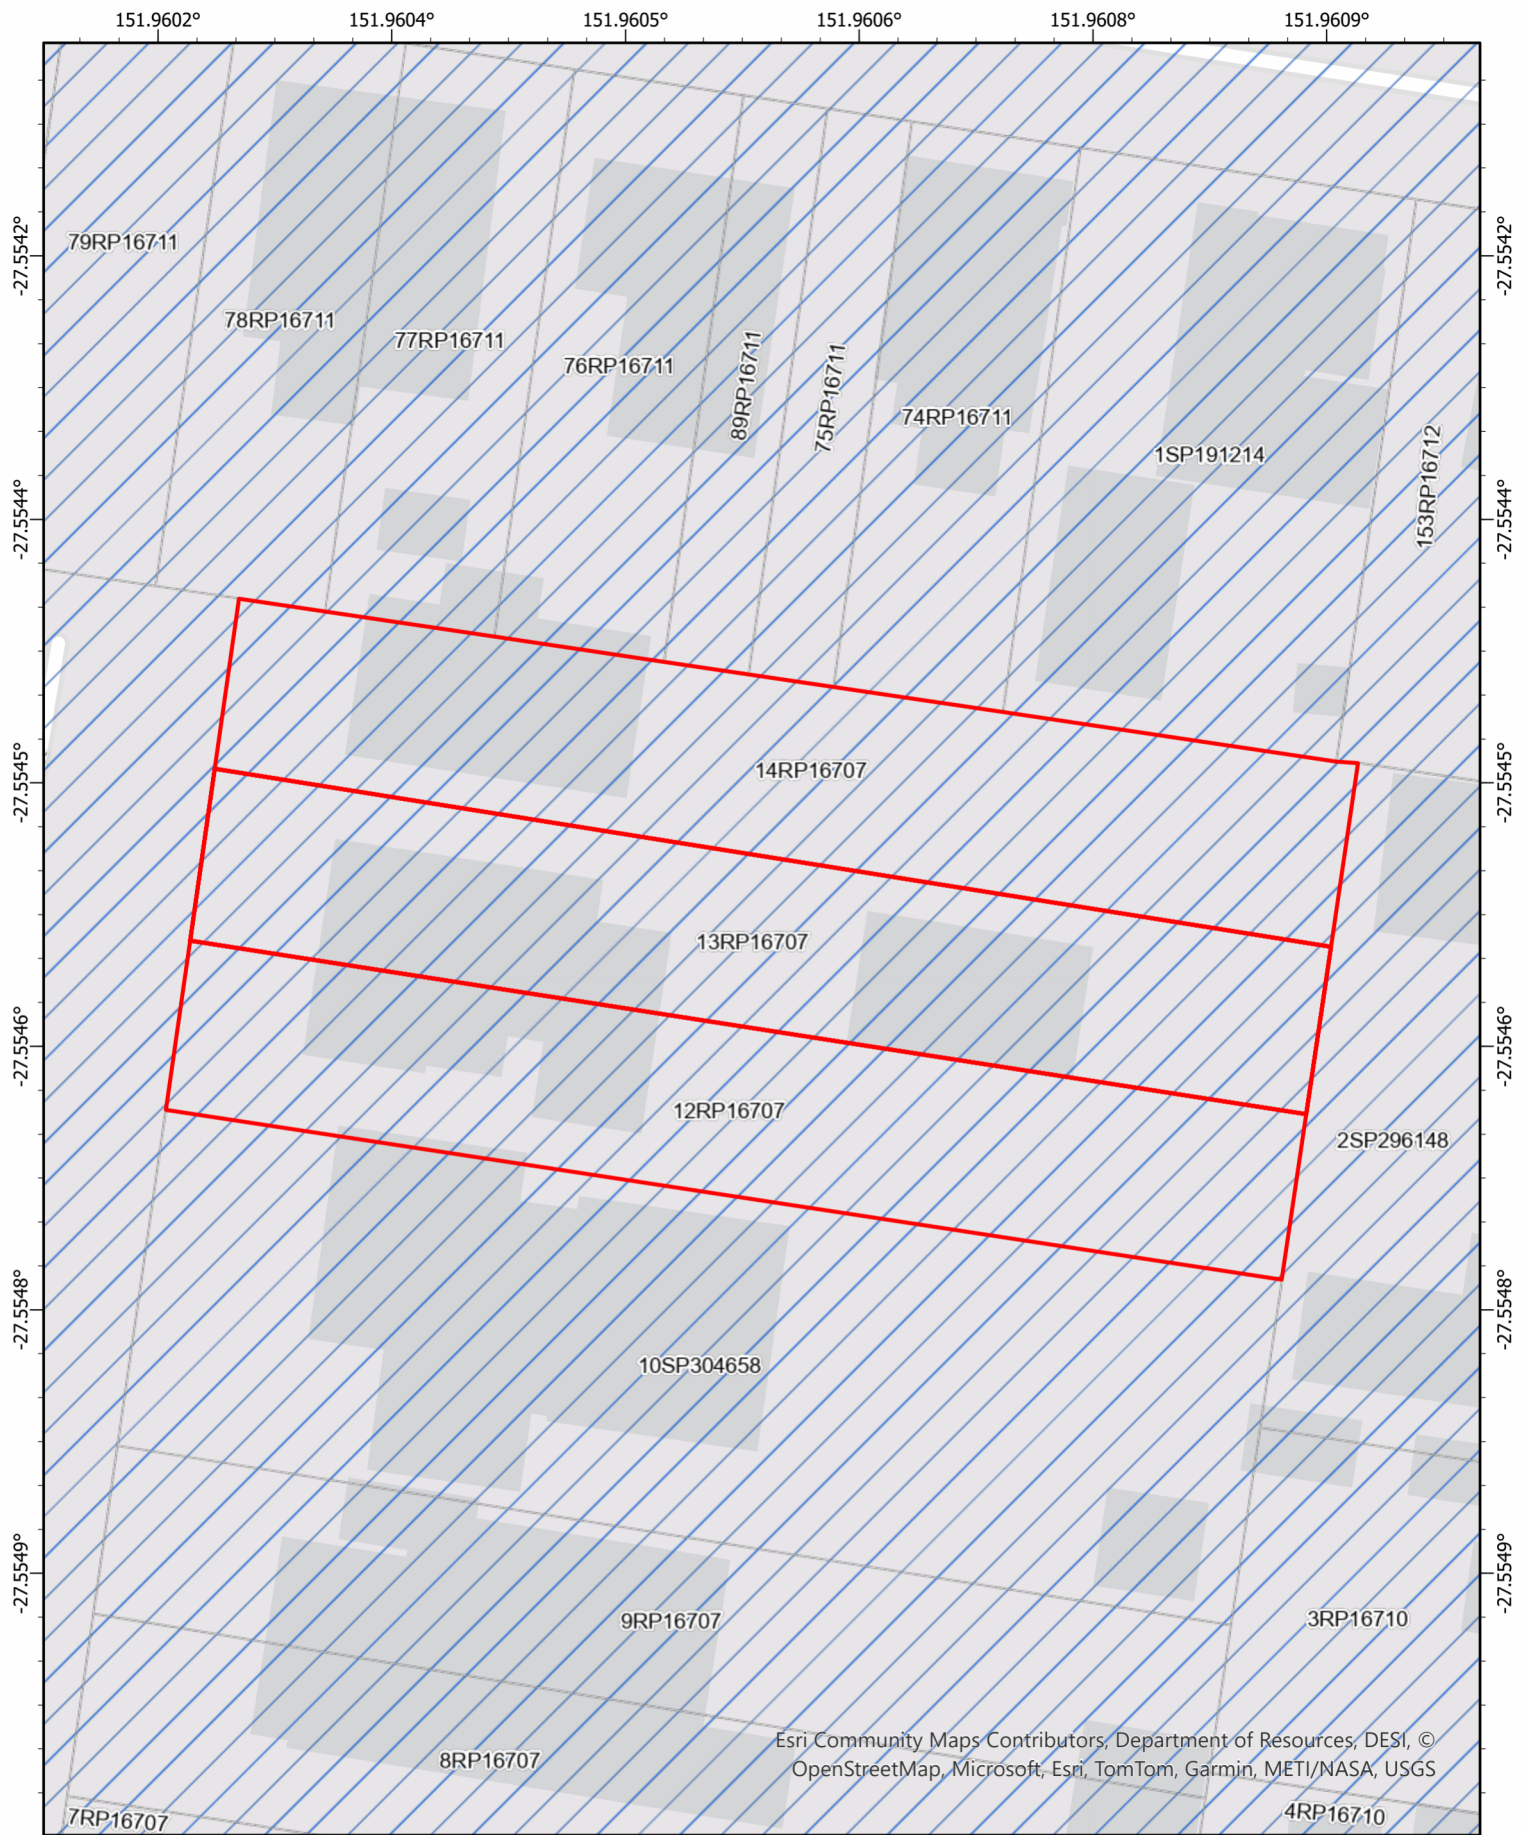 151.9602° 151.9604° 151.9605° 151.9606° 151.9608° 151.9609°
-27.5542° -27.5542°
79RP16711
78RP16711
77RP16711
76RP16711
89RP16711
75RP16711
74RP16711
1SP191214
153RP16712
-27.5544° -27.5544°
14RP16707
-27.5545° -27.5545°
13RP16707
-27.5546° -27.5546°
12RP16707
2SP296148
-27.5548° -27.5548°
10SP304658
-27.5549° -27.5549°
9RP16707
3RP16710
Esri Community Maps Contributors, Department of Resources, DESI, ©
OpenStreetMap, Microsoft, Esri, TomTom, Garmin, METI/NASA, USGS
8RP16707
7RP16707
4RP16710